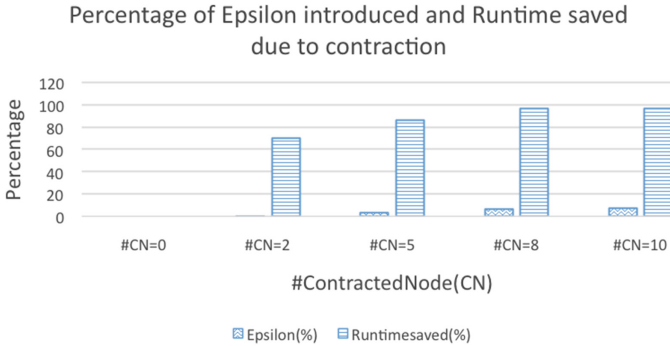 Percentage of Epsilon introduced and Runtime saved
due to contraction
Percentage
120
100
80
60
40
20
0
#CN=0 #CN=2 #CN=5 #CN=8 #CN=10
#ContractedNode(CN)
Epsilon(%) Runtimesaved(%)